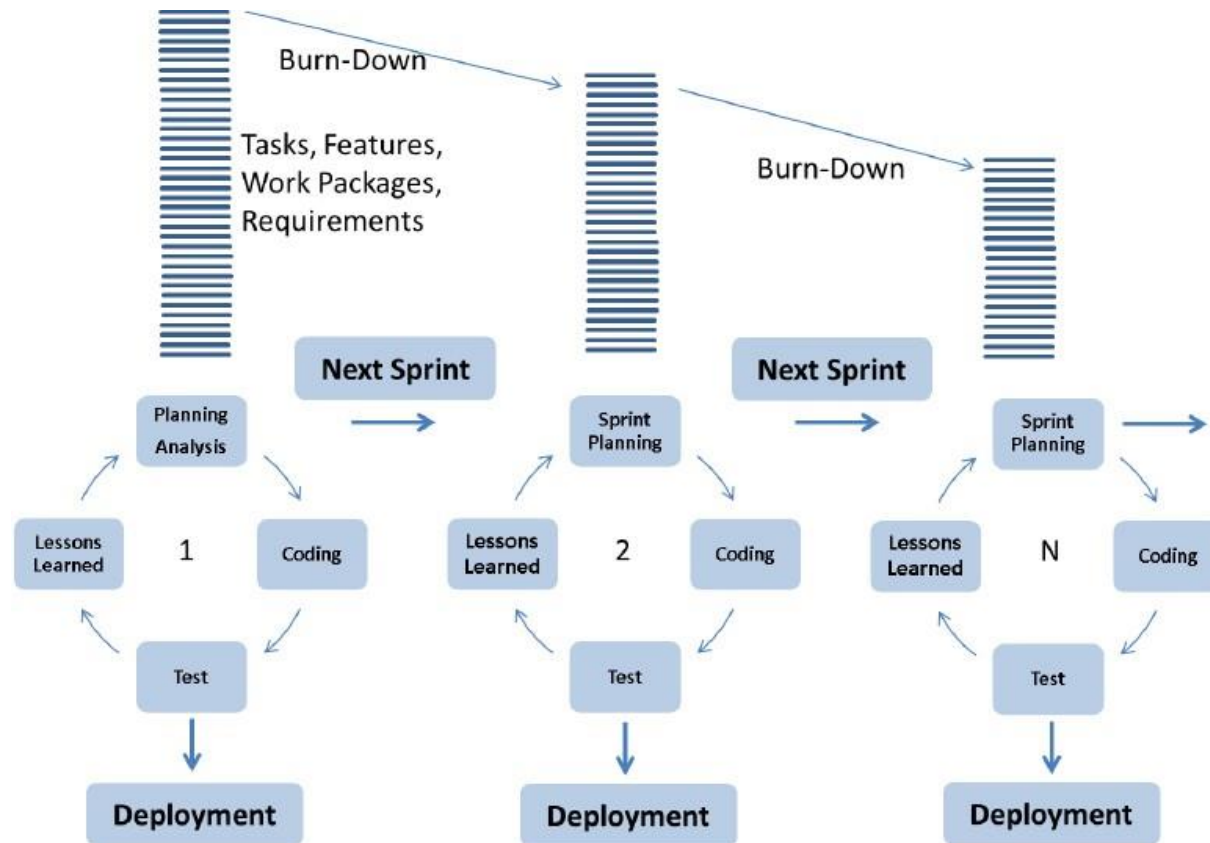 Burn-Down
Tasks, Features,
Work Packages,
Requirements
Burn-Down
Next Sprint
Next Sprint
Planning
Analysis
Lessons
Learned
1
Coding
Test
Deployment
Sprint
Planning
Lessons
Learned
2
Coding
Test
Deployment
Sprint
Planning
Lessons
Learned
N
Coding
Test
Deployment